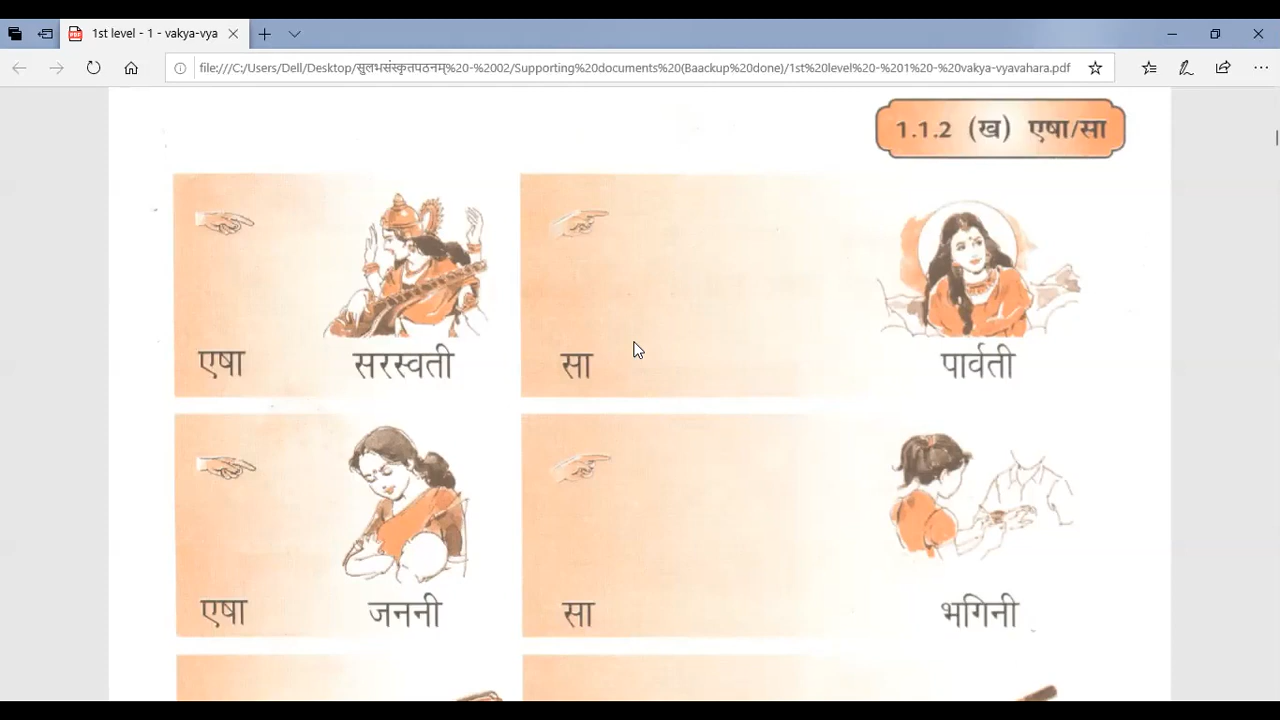 1st level - 1 - vakya-vya
file:///C:/Users/Dell/Desktop/सुलभसंस्कृतपठनम्%20-%2002/Supporting%20documents%20(Baackup%20done)/1st%20level%20-%201%20-%20vakya-vyavahara.pdf
1.1.2 (ख) एषा/सा
एषा सरस्वती सा पार्वती
एषा जननी सा भगिनी